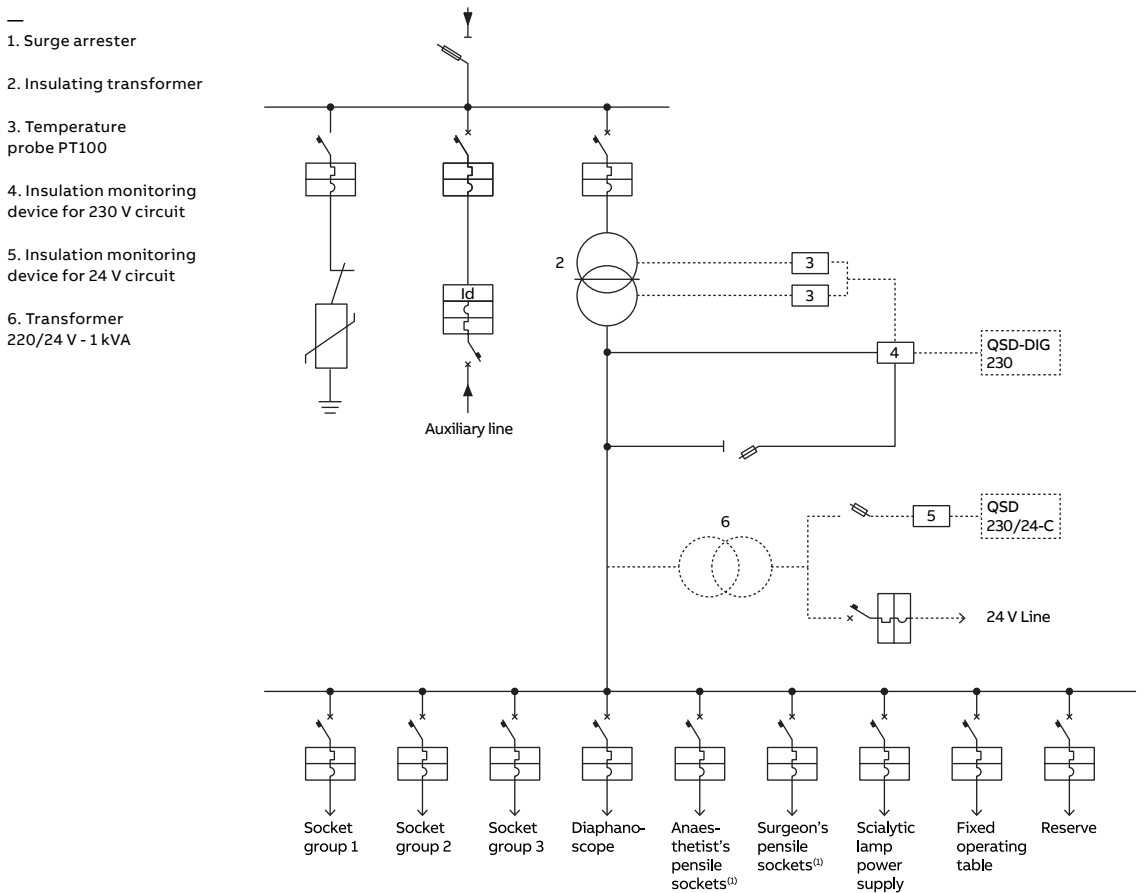 1. Surge arrester
2. Insulating transformer
3. Temperature
probe PT100
4. Insulation monitoring
device for 230 V circuit
5. Insulation monitoring
device for 24 V circuit
6. Transformer
220/24 V - 1 kVA
2
3
3
Id
4
QSD-DIG
230
Auxiliary line
6
5
QSD
230/24-C
24 V Line
Socket
group 1
Socket
group 2
Socket
group 3
Diaphano-
scope
Anaes-
thetist's
pensile
sockets(1)
Surgeon's
pensile
sockets(1)
Scialytic
lamp
power
supply
Fixed
operating
table
Reserve